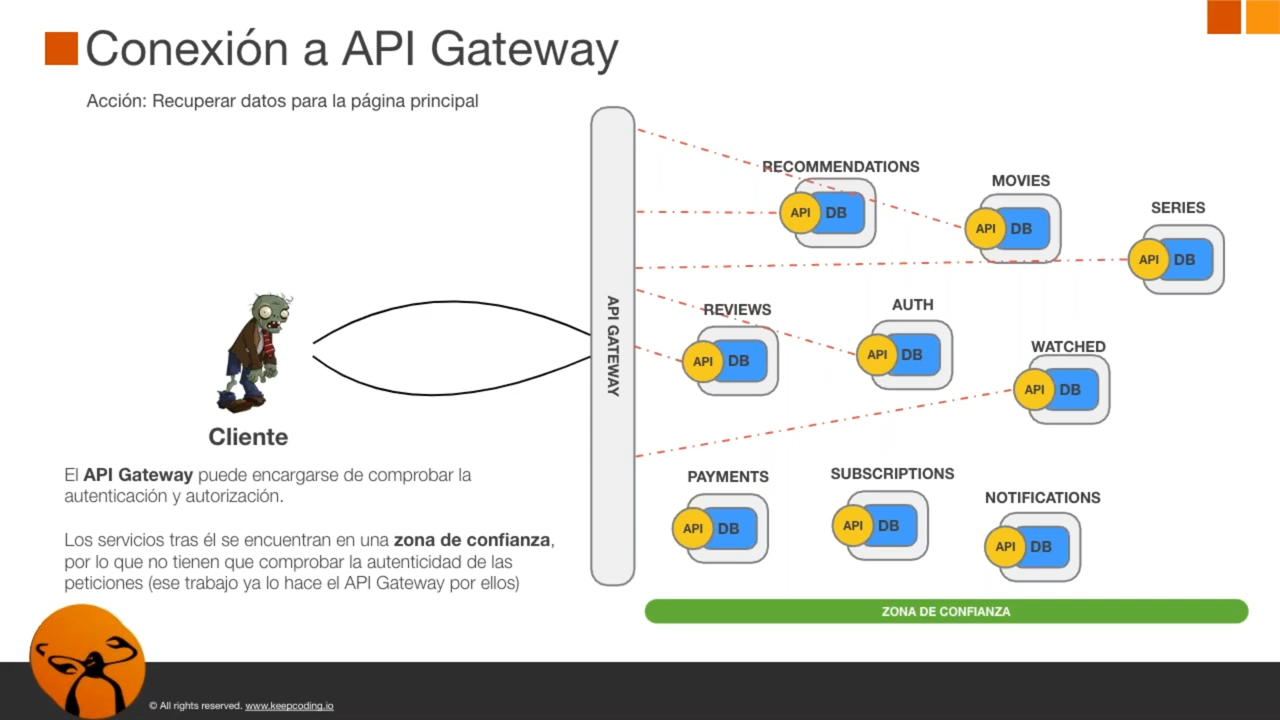 Conexión a API Gateway
Acción: Recuperar datos para la página principal
RECOMMENDATIONS
API DB
MOVIES
API DB
SERIES
API DB
API GATEWAY
REVIEWS
API DB
AUTH
API DB
WATCHED
API DB
Cliente
El API Gateway puede encargarse de comprobar la
autenticación y autorización.
Los servicios tras él se encuentran en una zona de confianza,
por lo que no tienen que comprobar la autenticidad de las
peticiones (ese trabajo ya lo hace el API Gateway por ellos)
PAYMENTS
API DB
SUBSCRIPTIONS
API DB
NOTIFICATIONS
API DB
ZONA DE CONFIANZA
© All rights reserved. www.keepcoding.io